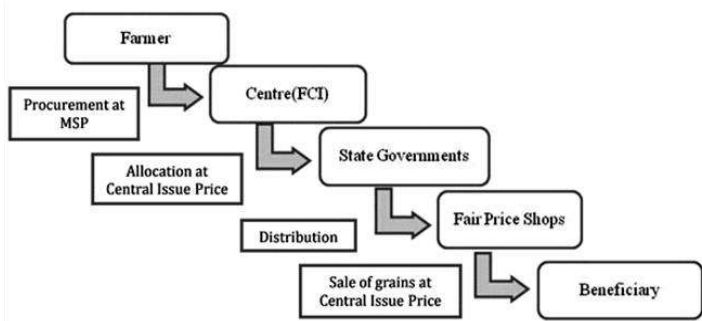 Farmer
Procurement at
MSP
Centre(FCI)
Allocation at
Central Issue Price
State Governments
Distribution
Fair Price Shops
Sale of grains at
Central Issue Price
Beneficiary